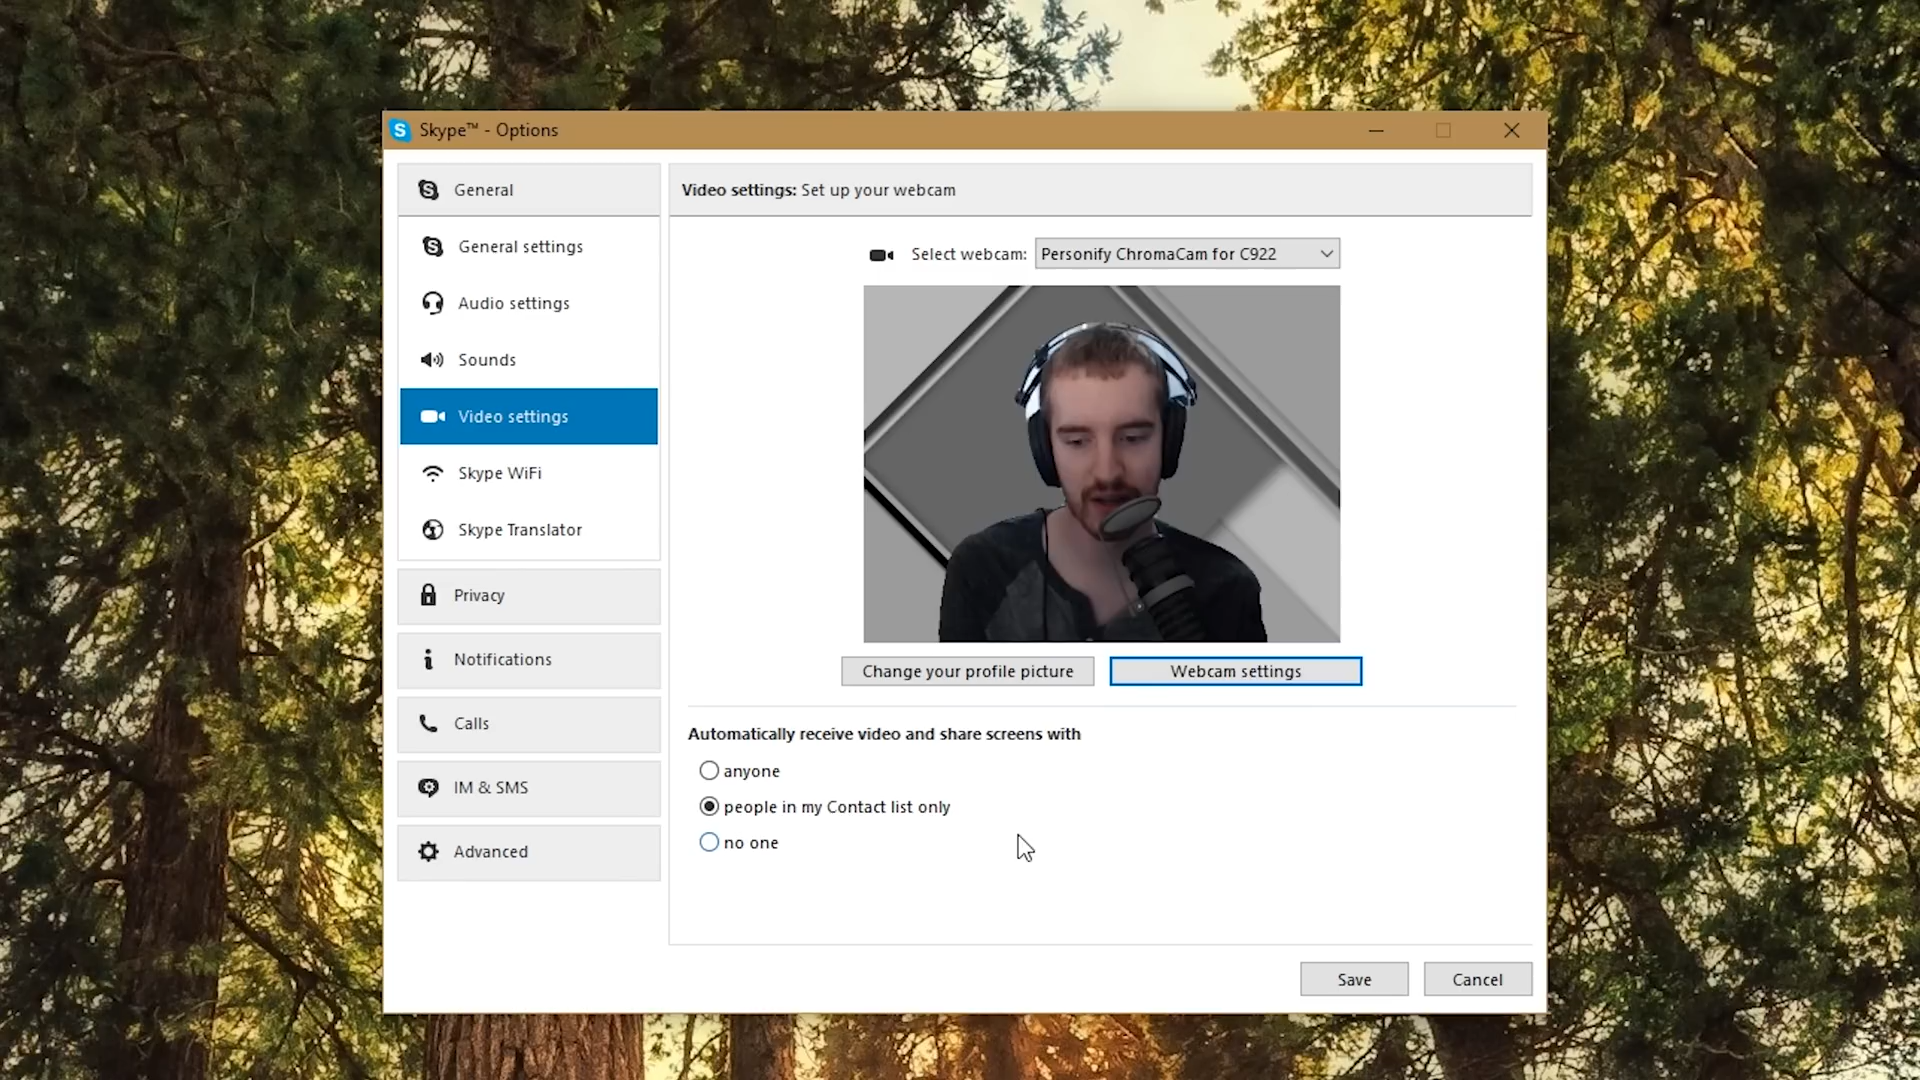 Skype™ - Options
General
General settings
Audio settings
Sounds
Video settings
Skype WiFi
Skype Translator
Privacy
Notifications
Calls
IM & SMS
Advanced
Video settings: Set up your webcam
Select webcam: Personify ChromaCam for C922
Change your profile picture
Webcam settings
Automatically receive video and share screens with
anyone
people in my Contact list only
no one
Save
Cancel